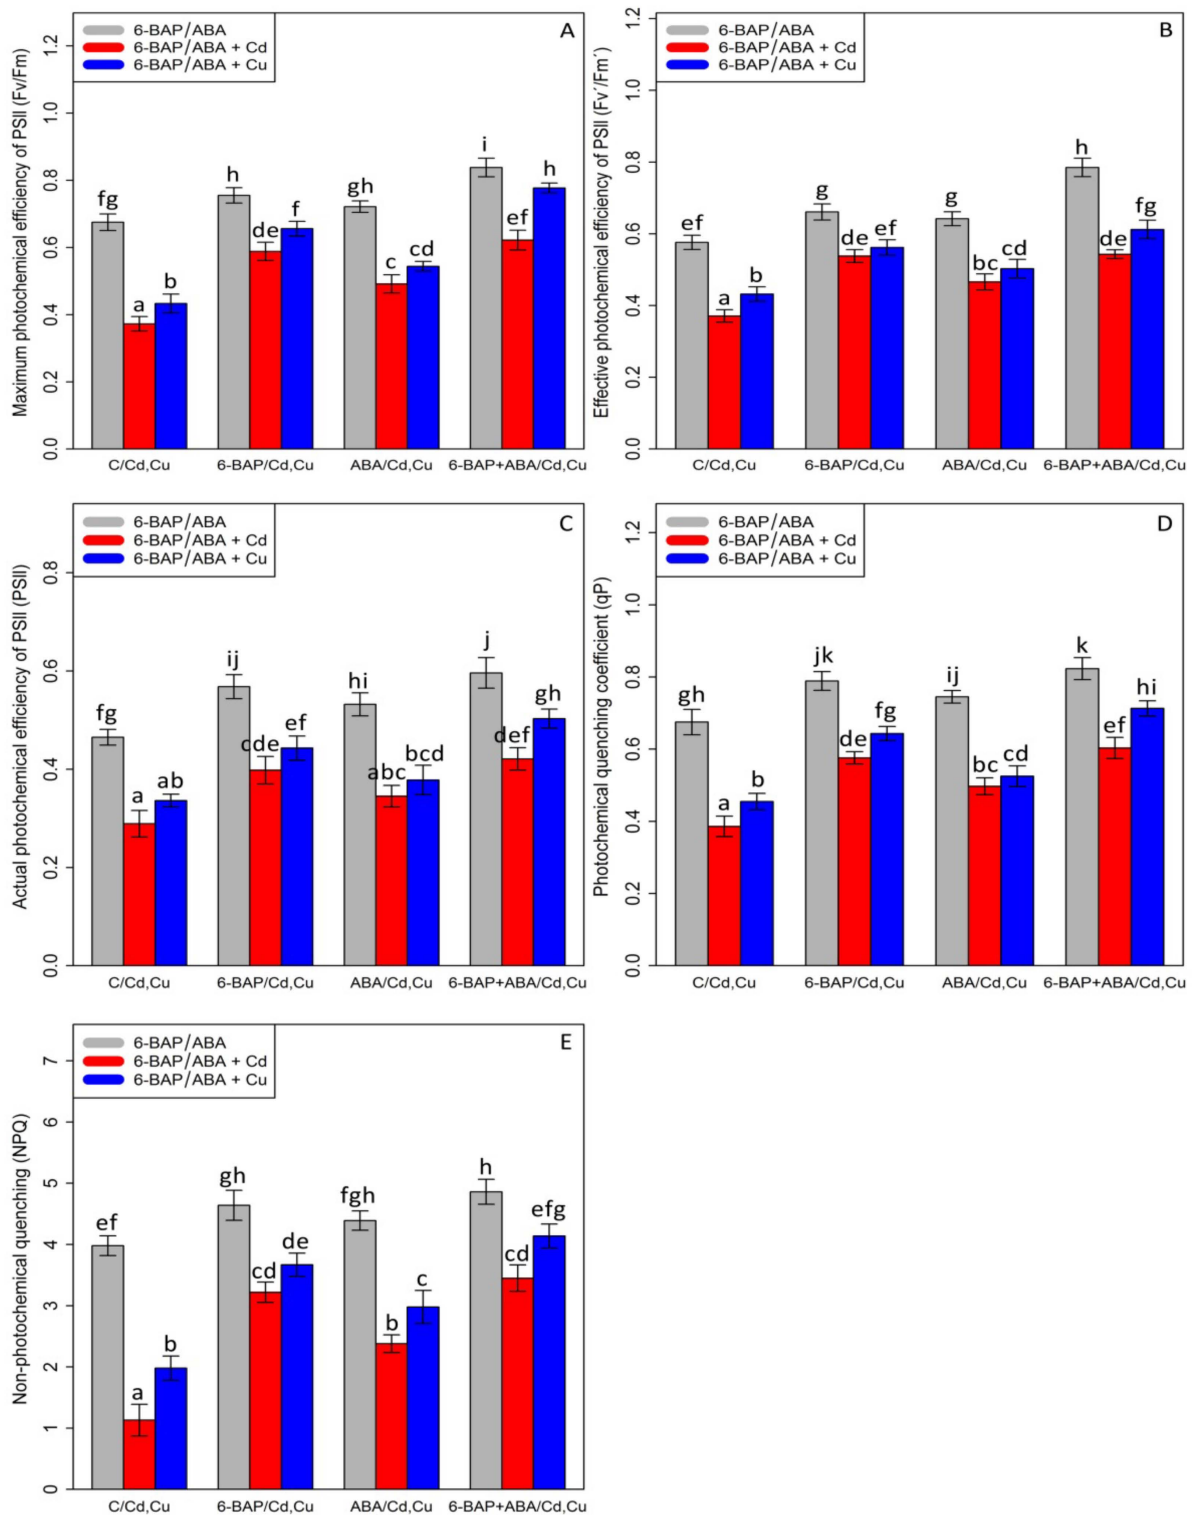 Maximum photochemical efficiency of PSII (Fv/Fm)
0.0 0.2 0.4 0.6 0.8 1.0 1.2
6-BAP/ABA
6-BAP/ABA + Cd
6-BAP/ABA + Cu
A
fg a b h de f gh c cd i ef h
C/Cd,Cu 6-BAP/Cd,Cu ABA/Cd,Cu 6-BAP+ABA/Cd,Cu
Effective photochemical efficiency of PSII (Fv´/Fm´)
0.0 0.2 0.4 0.6 0.8 1.0 1.2
6-BAP/ABA
6-BAP/ABA + Cd
6-BAP/ABA + Cu
B
ef a b g de ef g bc cd h de fg
C/Cd,Cu 6-BAP/Cd,Cu ABA/Cd,Cu 6-BAP+ABA/Cd,Cu
Actual photochemical efficiency of PSII (PSII)
0.0 0.2 0.4 0.6 0.8
6-BAP/ABA
6-BAP/ABA + Cd
6-BAP/ABA + Cu
C
fg a ab ij cde ef hi abc bcd j def gh
C/Cd,Cu 6-BAP/Cd,Cu ABA/Cd,Cu 6-BAP+ABA/Cd,Cu
Photochemical quenching coefficient (qP)
0.0 0.2 0.4 0.6 0.8 1.0 1.2
6-BAP/ABA
6-BAP/ABA + Cd
6-BAP/ABA + Cu
D
gh a b jk de fg ij bc cd k ef hi
C/Cd,Cu 6-BAP/Cd,Cu ABA/Cd,Cu 6-BAP+ABA/Cd,Cu
Non-photochemical quenching (NPQ)
0 1 2 3 4 5 6 7
6-BAP/ABA
6-BAP/ABA + Cd
6-BAP/ABA + Cu
E
ef a b gh cd de fgh b c h cd efg
C/Cd,Cu 6-BAP/Cd,Cu ABA/Cd,Cu 6-BAP+ABA/Cd,Cu